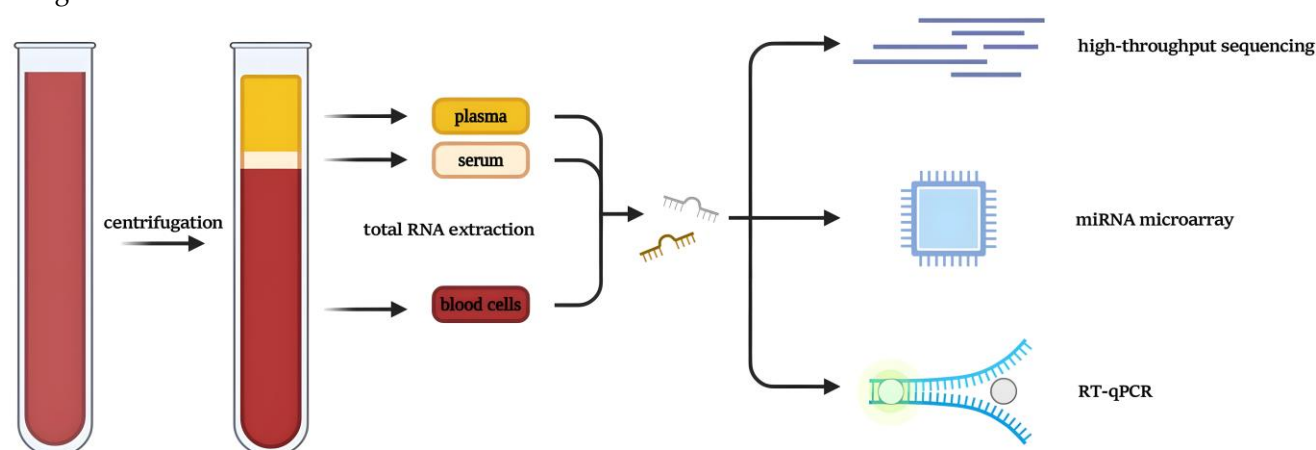 high-throughput sequencing
plasma
serum
centrifugation
total RNA extraction
miRNA microarray
blood cells
RT-qPCR